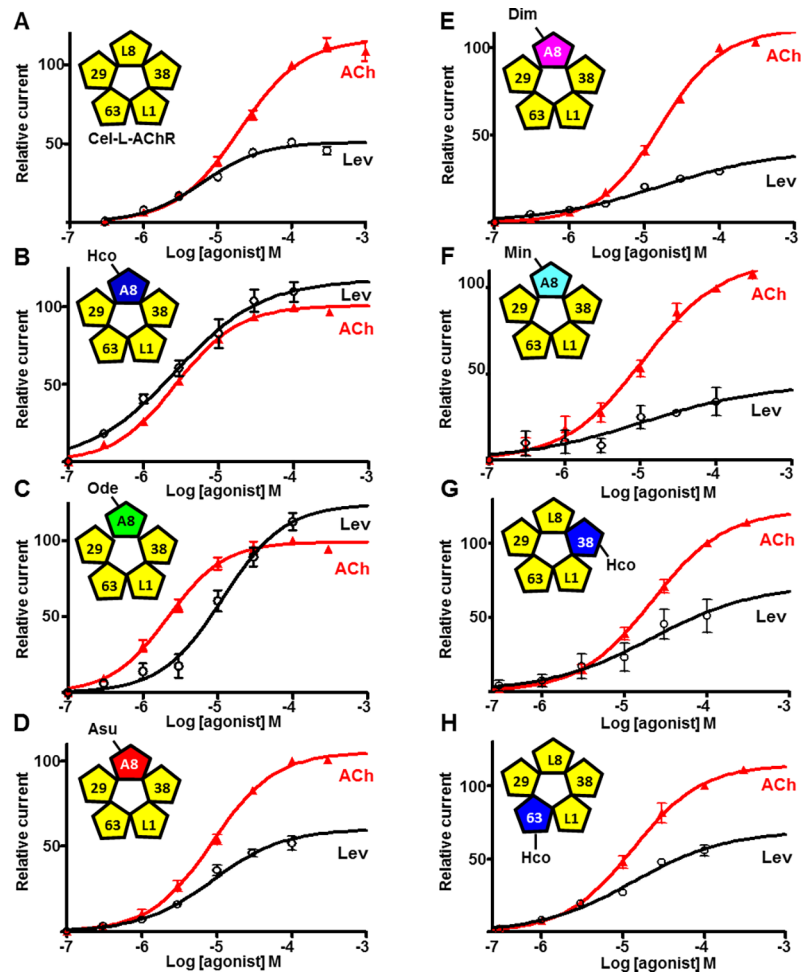 A
L8
29
38
63
L1
Cel-L-AChR
ACh
Lev
Relative current
100
50
-7 -6 -5 -4 -3
Log [agonist] M
B
Hco
A8
29
38
63
L1
Lev
ACh
Relative current
100
50
-7 -6 -5 -4 -3
Log [agonist] M
C
Ode
A8
29
38
63
L1
Lev
ACh
Relative current
100
50
-7 -6 -5 -4 -3
Log [agonist] M
D
Asu
A8
29
38
63
L1
ACh
Lev
Relative current
100
50
-7 -6 -5 -4 -3
Log [agonist] M
E
Dim
A8
29
38
63
L1
ACh
Lev
Relative current
100
50
-7 -6 -5 -4 -3
Log [agonist] M
F
Min
A8
29
38
63
L1
ACh
Lev
Relative current
100
50
-7 -6 -5 -4 -3
Log [agonist] M
G
L8
29
38
Hco
63
L1
ACh
Lev
Relative current
100
50
-7 -6 -5 -4 -3
Log [agonist] M
H
L8
29
38
63
L1
Hco
ACh
Lev
Relative current
100
50
-7 -6 -5 -4 -3
Log [agonist] M